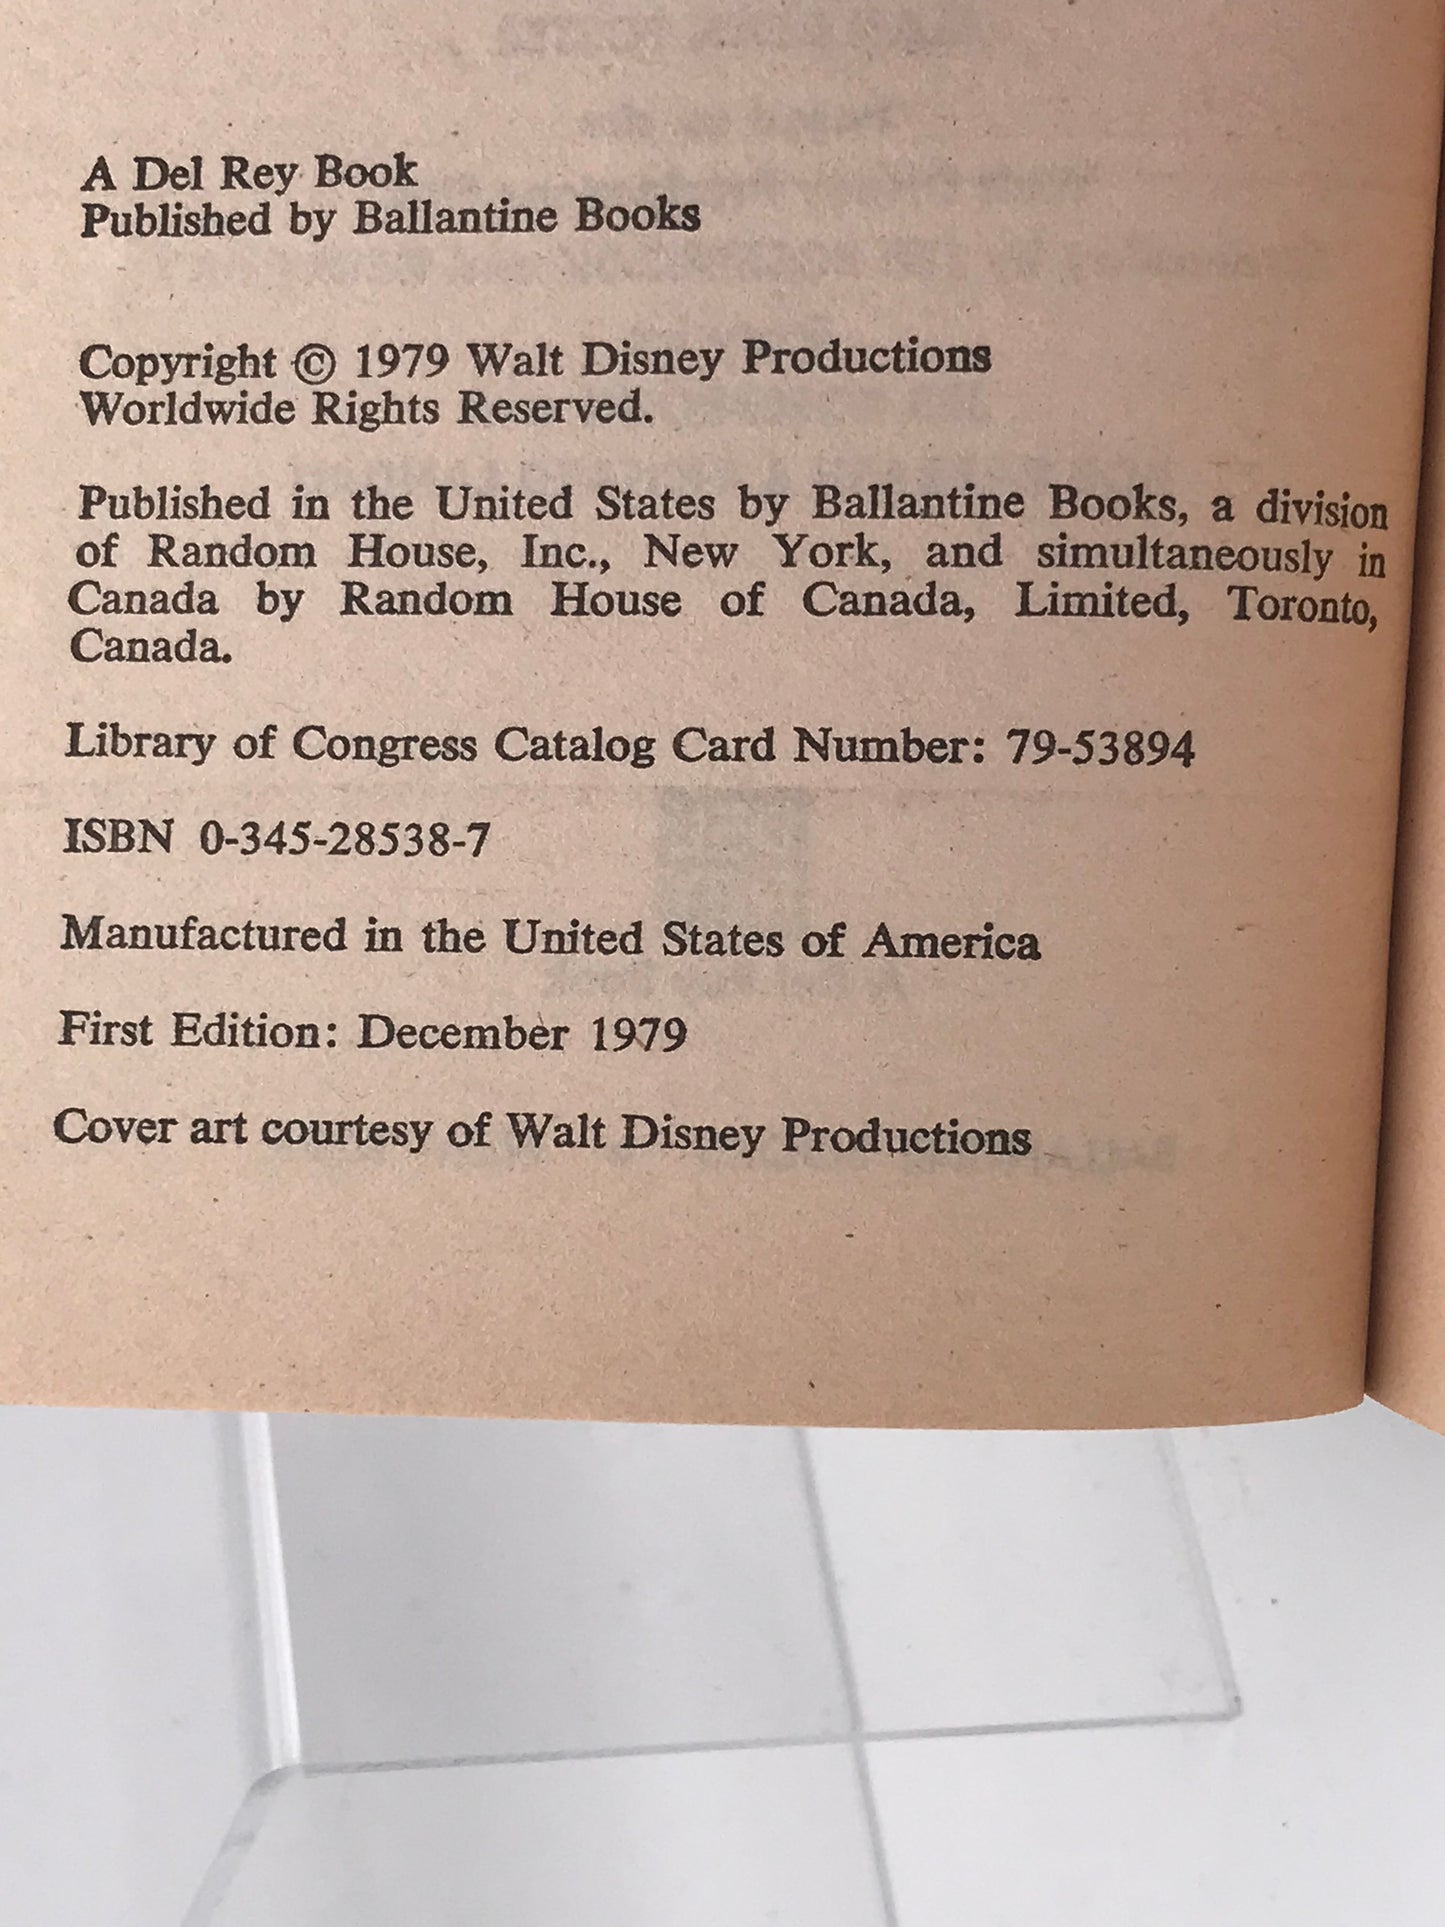 A Del Rey Book
Published by Ballantine Books
Copyright © 1979 Walt Disney Productions
Worldwide Rights Reserved.
Published in the United States by Ballantine Books, a division
of Random House, Inc., New York, and simultaneously in
Canada by Random House of Canada, Limited, Toronto,
Canada.
Library of Congress Catalog Card Number: 79-53894
ISBN 0-345-28538-7
Manufactured in the United States of America
First Edition: December 1979
Cover art courtesy of Walt Disney Productions